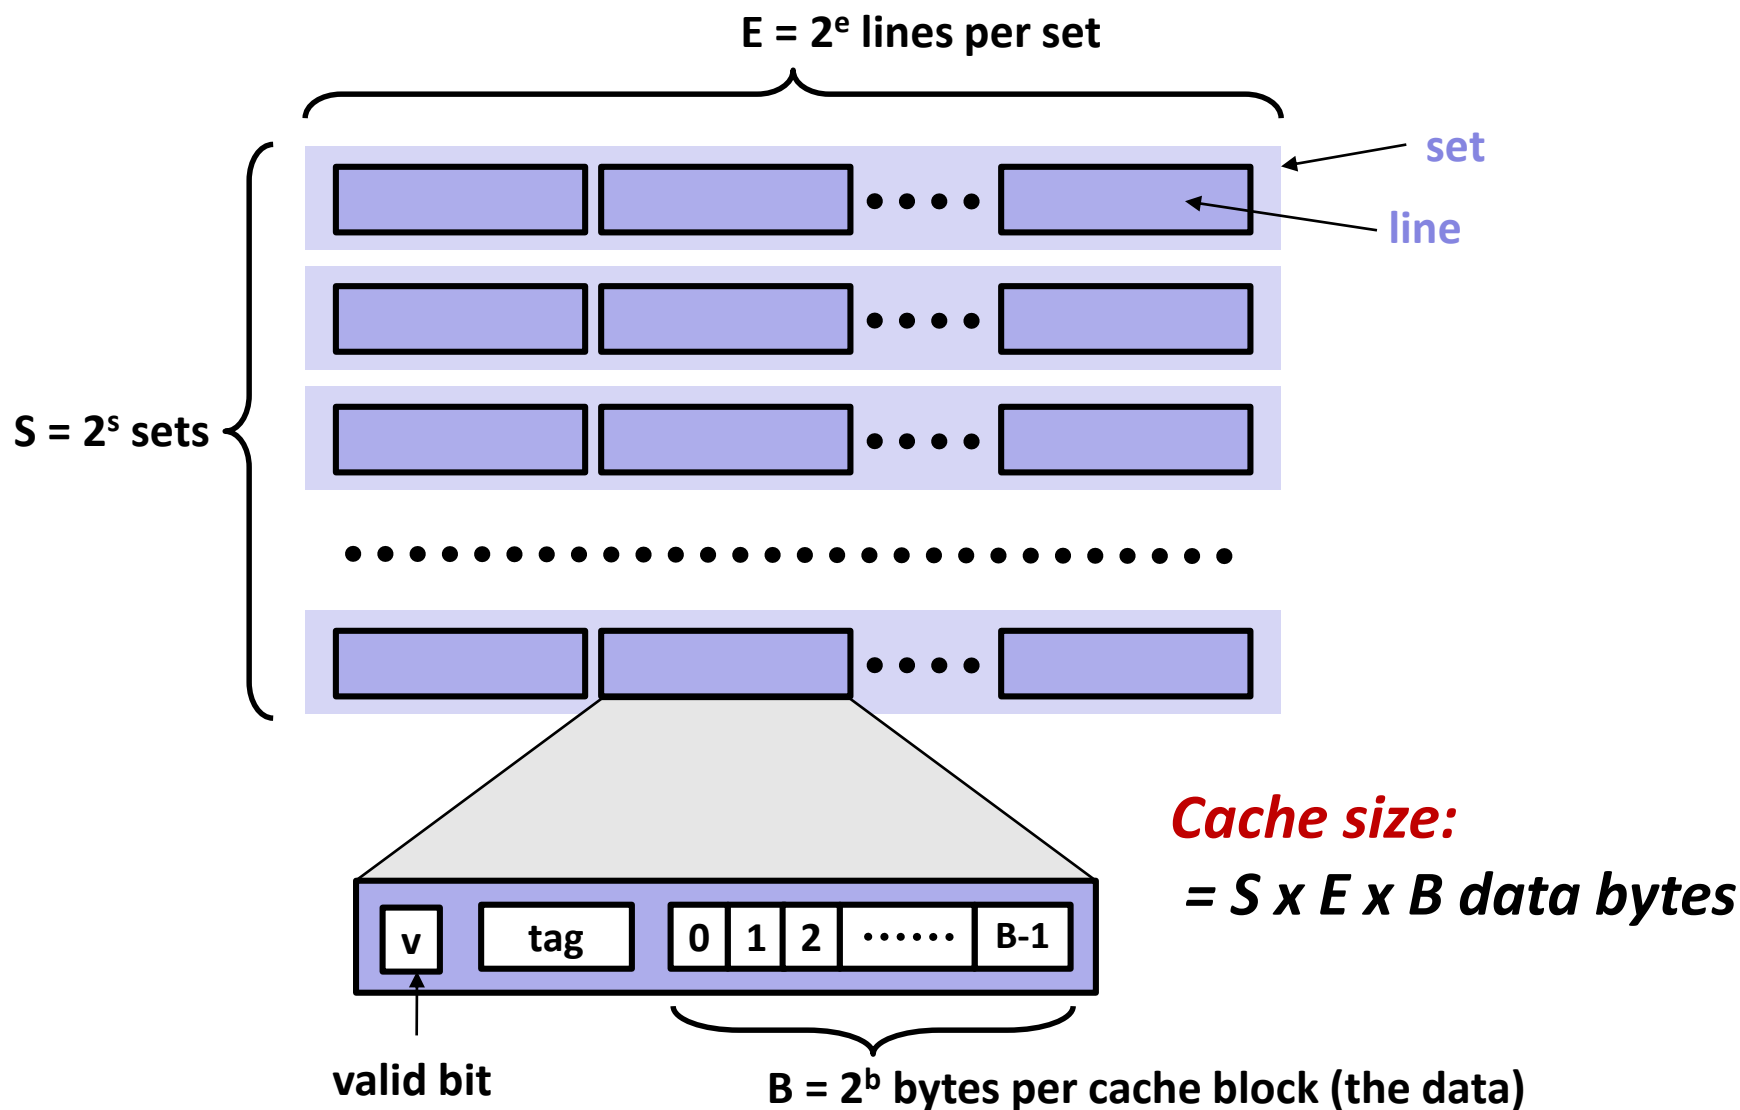 E = 2ᵉ lines per set
set
line
S = 2ˢ sets
Cache size:
= S x E x B data bytes
v tag 0 1 2 B-1
valid bit
B = 2ᵇ bytes per cache block (the data)